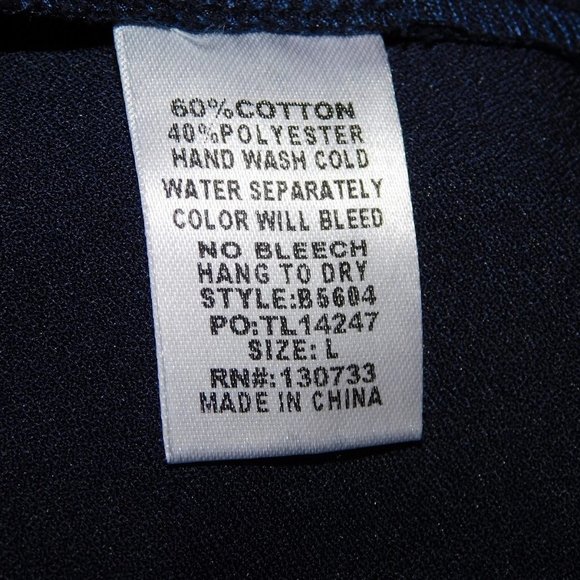 60%COTTON
40%POLYESTER
HAND WASH COLD
WATER SEPARATELY
COLOR WILL BLEED
NO BLEECH
HANG TO DRY
STYLE:B5604
PO:TL14247
SIZE: L
RN#:130733
MADE IN CHINA